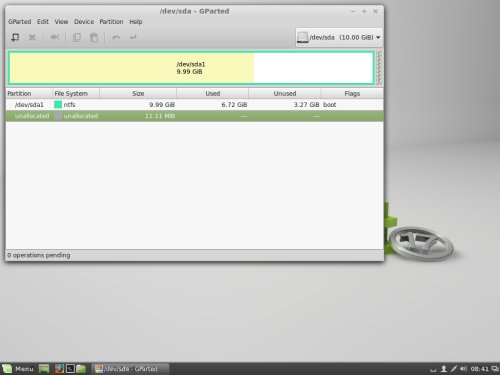 /dev/sda - GParted
GParted Edit View Device Partition Help
/dev/sda (10.00 GiB)
/dev/sda1
9.99 GiB
Partition File System Size Used Unused Flags
/dev/sda1 ntfs 9.99 GiB 6.72 GiB 3.27 GiB boot
unallocated unallocated 11.11 MiB --- ---
0 operations pending
17
Menu /dev/sda - GParted 08:41